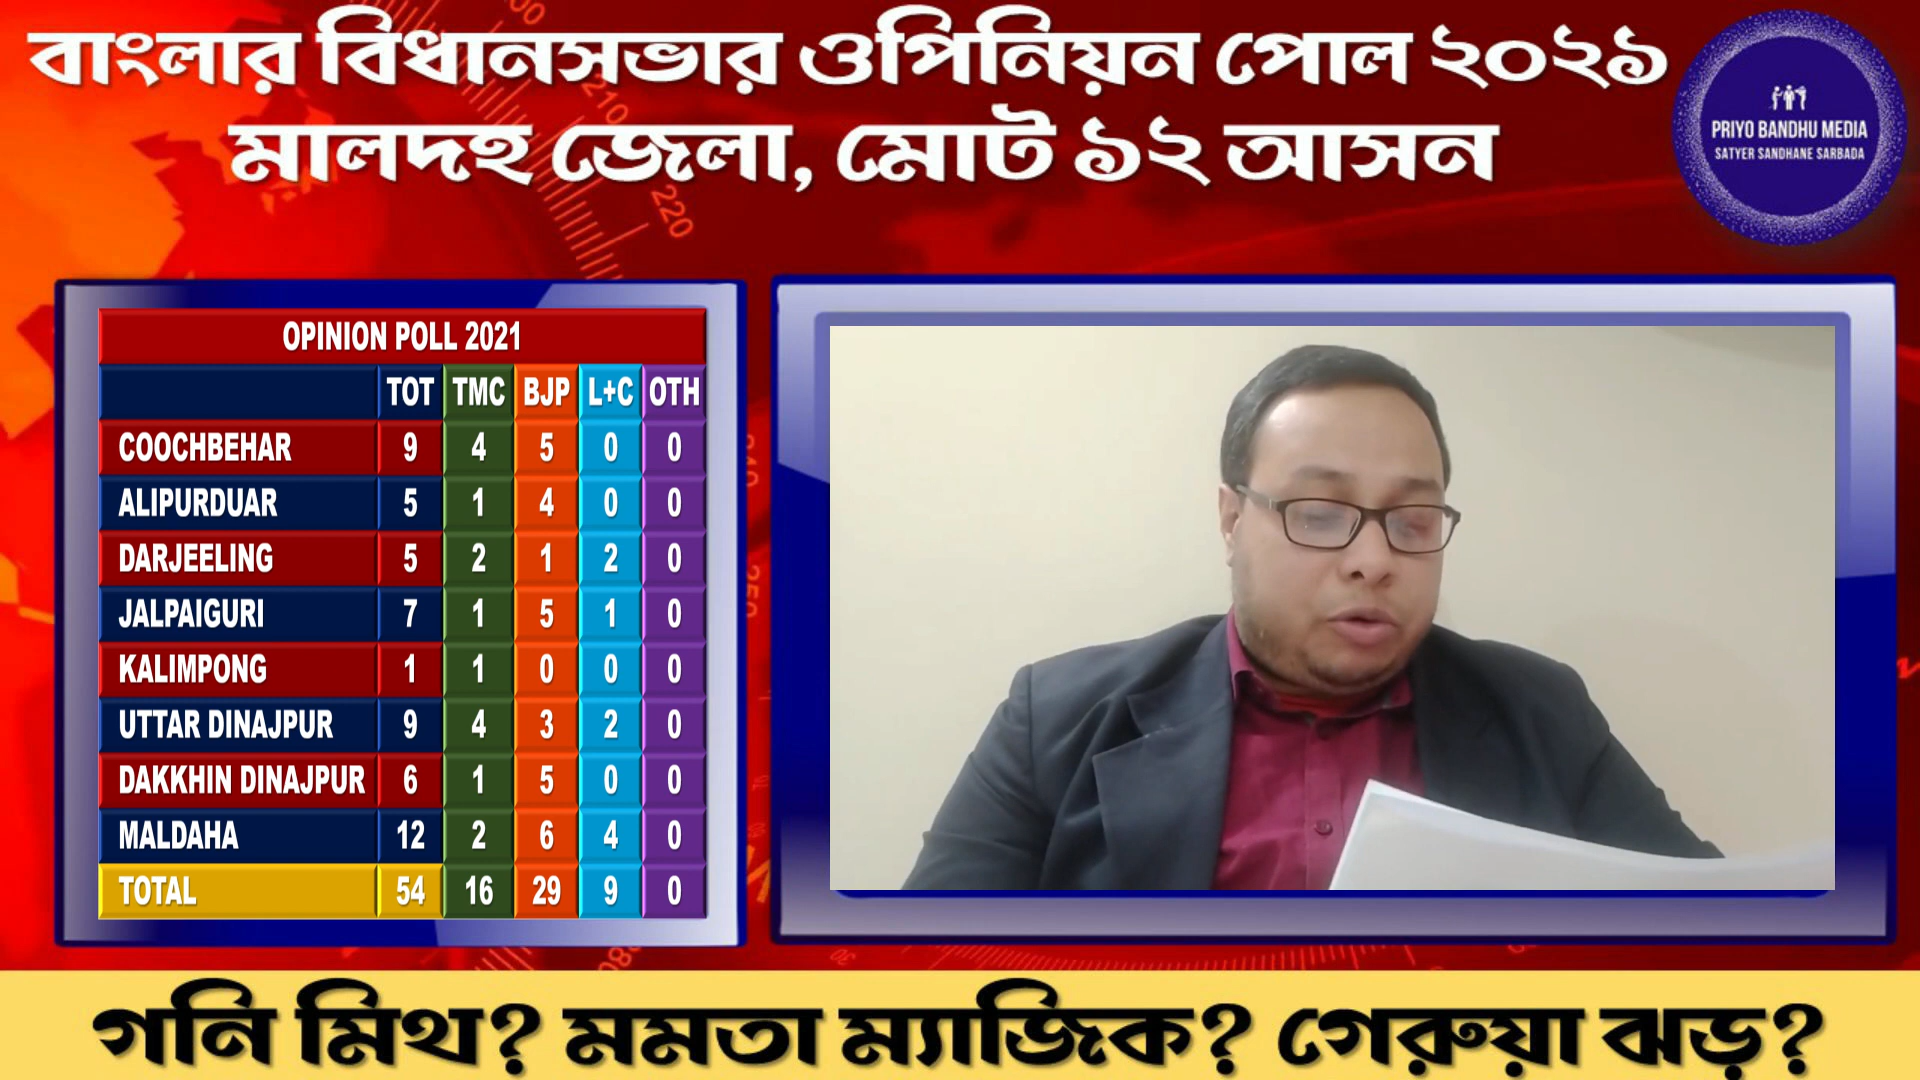 বাংলার বিধানসভার ওপিনিয়ন পোল ২০২১
মালদহ জেলা, মোট ১২ আসন
PRIYO BANDHU MEDIA
SATYER SANDHANE SARBADA
OPINION POLL 2021
TOT TMC BJP L+C OTH
COOCHBEHAR 9 4 5 0 0
ALIPURDUAR 5 1 4 0 0
DARJEELING 5 2 1 2 0
JALPAIGURI 7 1 5 1 0
KALIMPONG 1 1 0 0 0
UTTAR DINAJPUR 9 4 3 2 0
DAKKHIN DINAJPUR 6 1 5 0 0
MALDAHA 12 2 6 4 0
TOTAL 54 16 29 9 0
210
220
গনি মিথ? মমতা ম্যাজিক? গেরুয়া ঝড়?